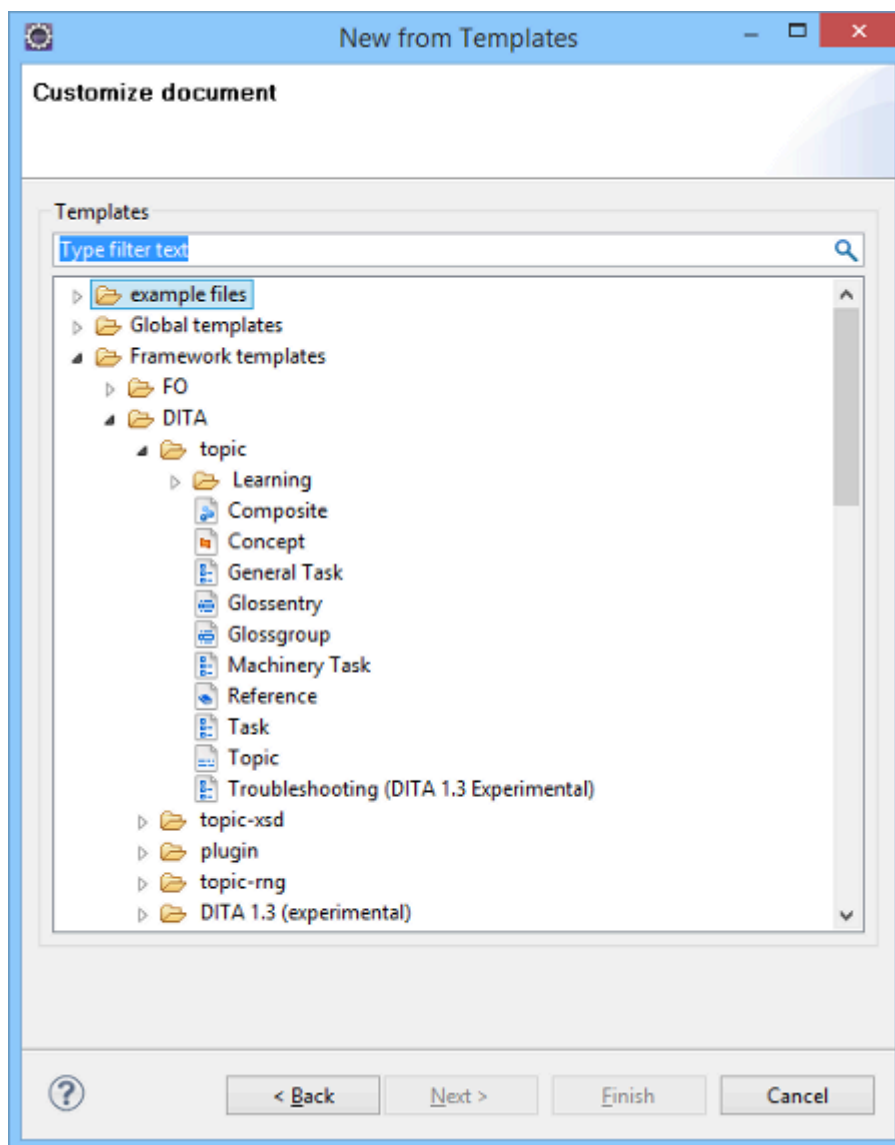 New from Templates
Customize document
Templates
Type filter text
example files
Global templates
Framework templates
FO
DITA
topic
Learning
Composite
Concept
General Task
Glossentry
Glossgroup
Machinery Task
Reference
Task
Topic
Troubleshooting (DITA 1.3 Experimental)
topic-xsd
plugin
topic-rng
DITA 1.3 (experimental)
? < Back Next > Finish Cancel